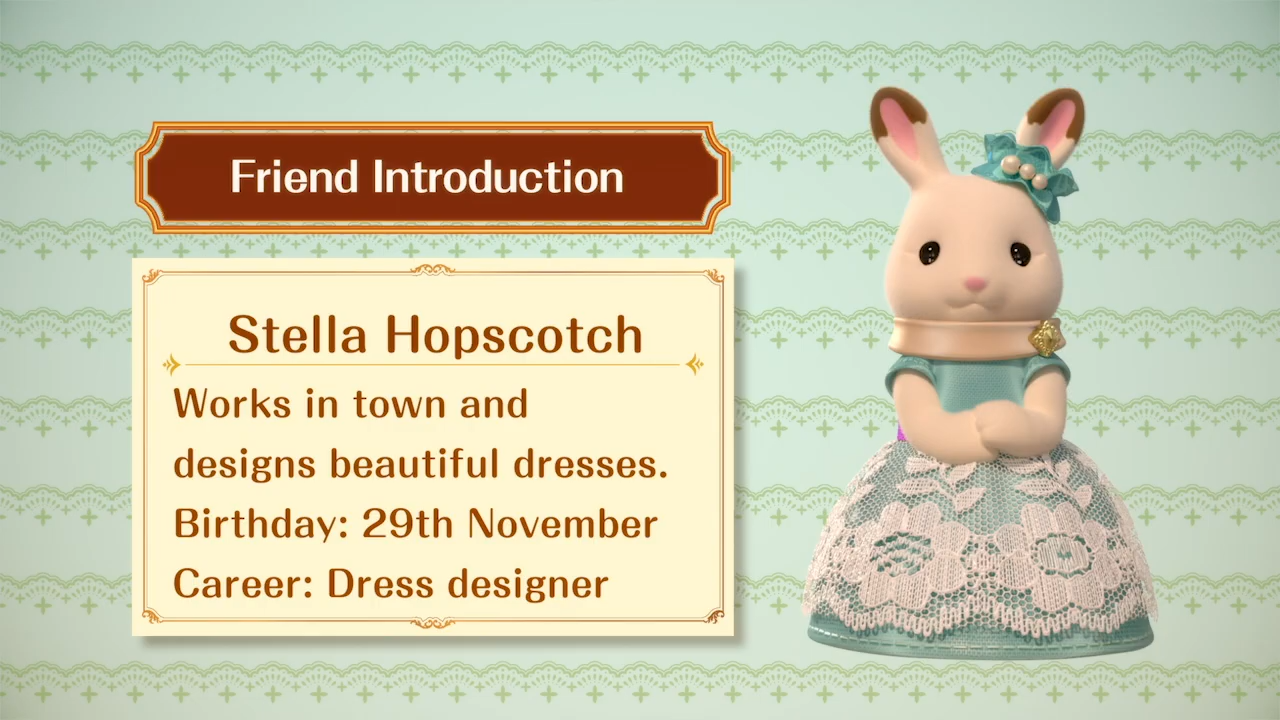 Friend Introduction
Stella Hopscotch
Works in town and
designs beautiful dresses.
Birthday: 29th November
Career: Dress designer